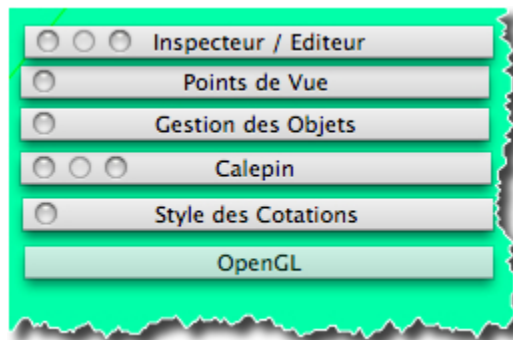 Inspecteur / Editeur
Points de Vue
Gestion des Objets
Calepin
Style des Cotations
OpenGL